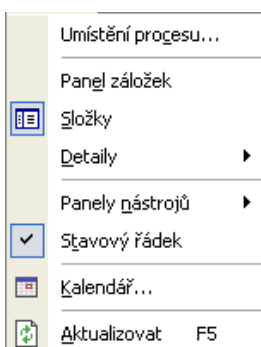 Umístění procesu...
Panel záložek
Složky
Detaily
Panely nástrojů
Stavový řádek
Kalendář...
Aktualizovat F5